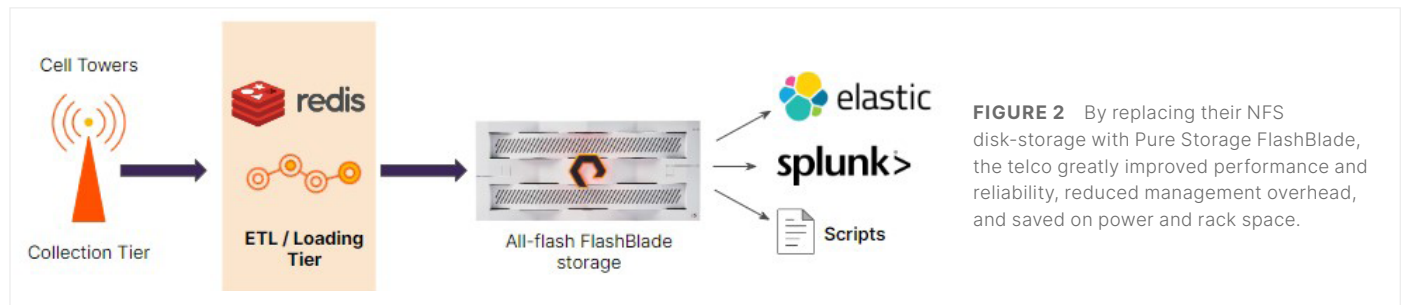 Cell Towers
Collection Tier
redis
ETL / Loading
Tier
All-flash FlashBlade
storage
elastic
splunk>
Scripts
FIGURE 2 By replacing their NFS
disk-storage with Pure Storage FlashBlade,
the telco greatly improved performance and
reliability, reduced management overhead,
and saved on power and rack space.